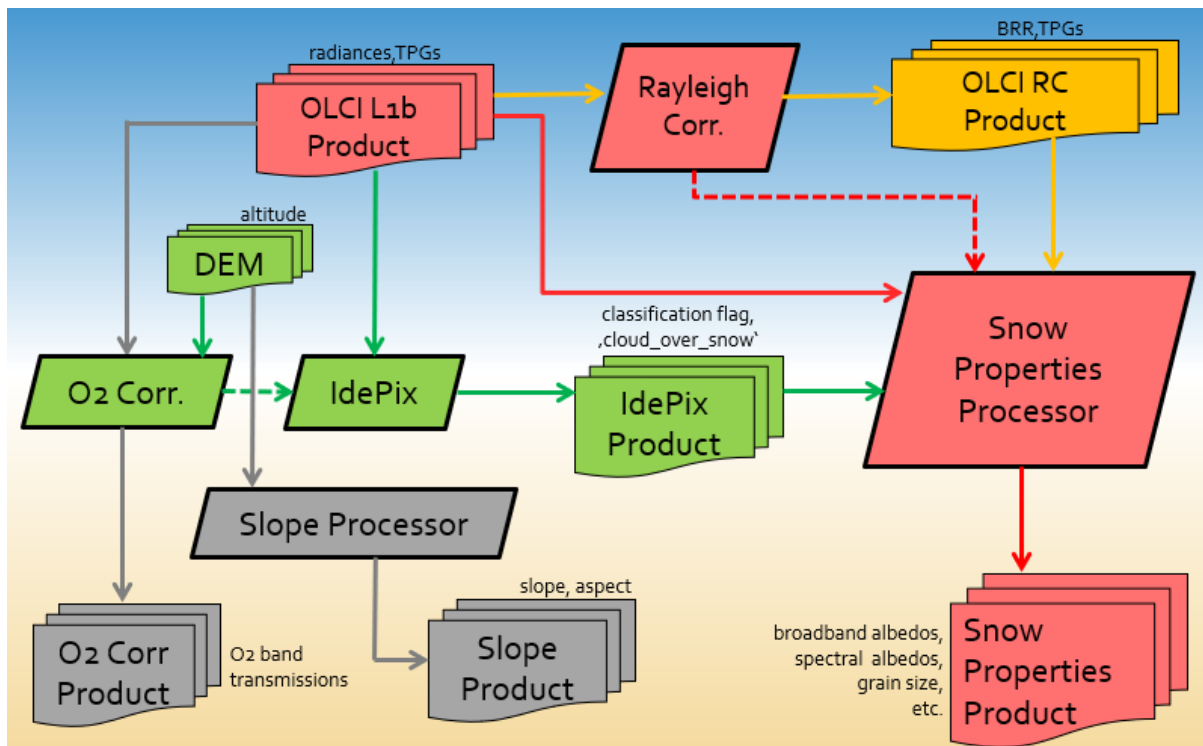 radiances,TPGs
OLCI L1b
Product
Rayleigh
Corr.
BRR,TPGs
OLCI RC
Product
altitude
DEM
classification flag,
‚cloud_over_snow‘
O2 Corr.
IdePix
IdePix
Product
Snow
Properties
Processor
Slope Processor
slope, aspect
O2 Corr
Product
O2 band
transmissions
Slope
Product
broadband albedos,
spectral albedos,
grain size,
etc.
Snow
Properties
Product